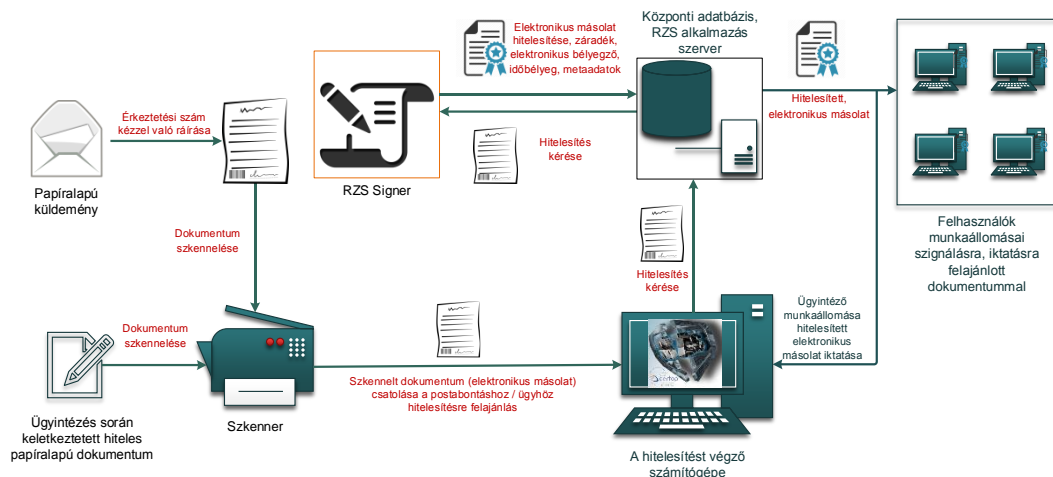 Elektronikus másolat
hitelesítése, záradék,
elektronikus bélyegző,
időbélyeg, metaadatok
Központi adatbázis,
RZS alkalmazás
szerver
Érkeztetési szám
kézzel való ráírása
Hitelesített,
elektronikus másolat
Hitelesítés
kérése
Papíralapú
küldemény
RZS Signer
Felhasználók
munkaállomásai
szignálásra, iktatásra
felajánlott
dokumentummal
Dokumentum
szkennelése
Hitelesítés
kérése
Ügyintéző
munkaállomása
hitelesített
elektronikus
másolat iktatása
Dokumentum
szkennelése
Szkennelt dokumentum (elektronikus másolat)
csatolása a postabontáshoz / ügyhöz
hitelesítésre felajánlás
Ügyintézés során
keletkeztetett hiteles
papíralapú dokumentum
Szkenner
A hitelesítést végző
számítógépe
certop